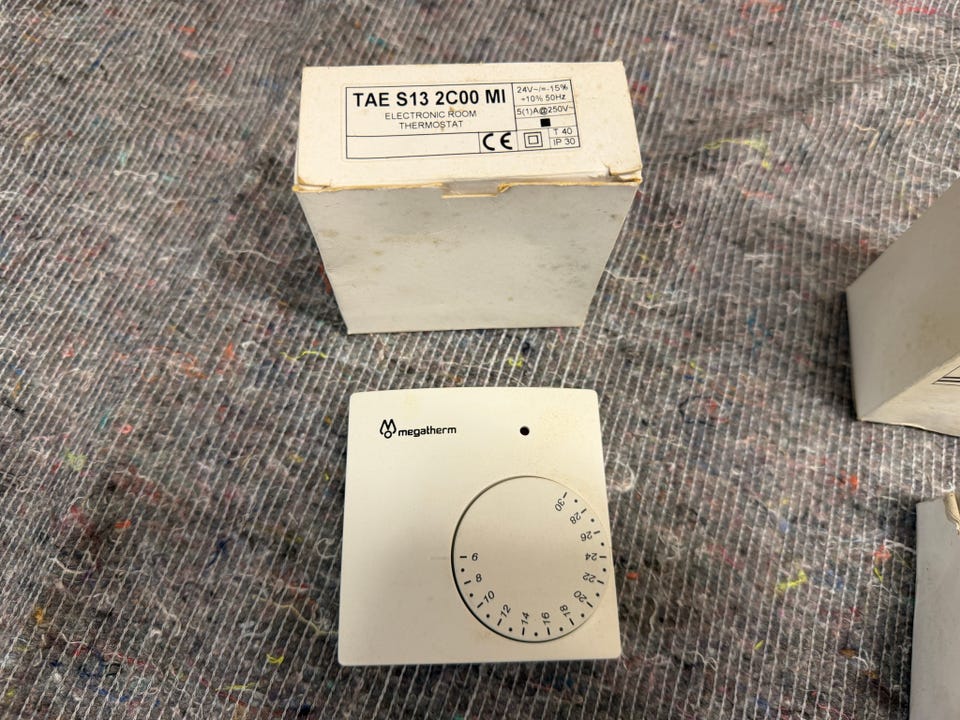 TAE S13 2C00 MI
ELECTRONIC ROOM
THERMOSTAT
CE
24V~/=-15%
+10% 50Hz
5(1)A@250V~
T 40
IP 30
megatherm
6
8
10
12
14
16
18
20
22
24
26
28
30